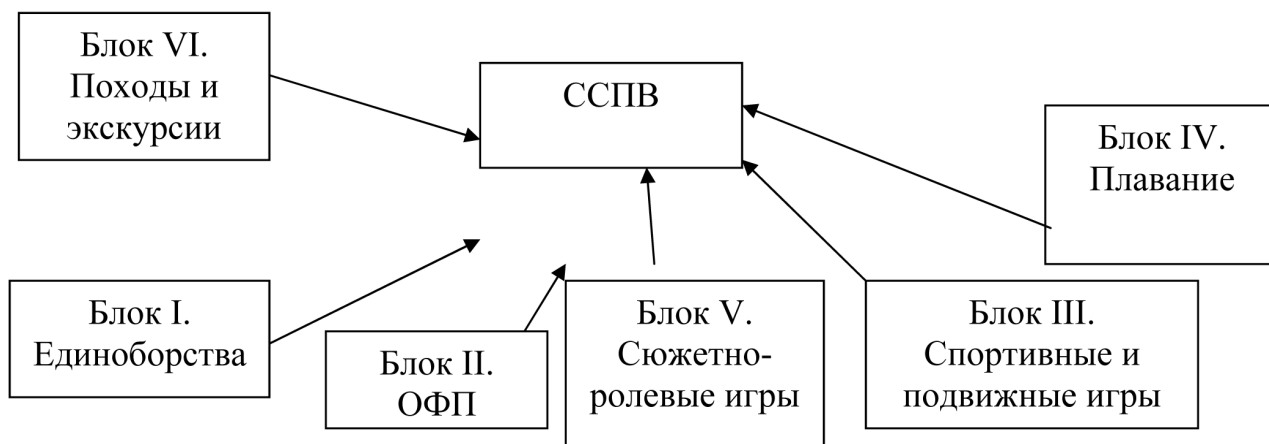 Блок VI.
Походы и
экскурсии
ССПВ
Блок IV.
Плавание
Блок I.
Единоборства
Блок II.
ОФП
Блок V.
Сюжетно-
ролевые игры
Блок III.
Спортивные и
подвижные игры